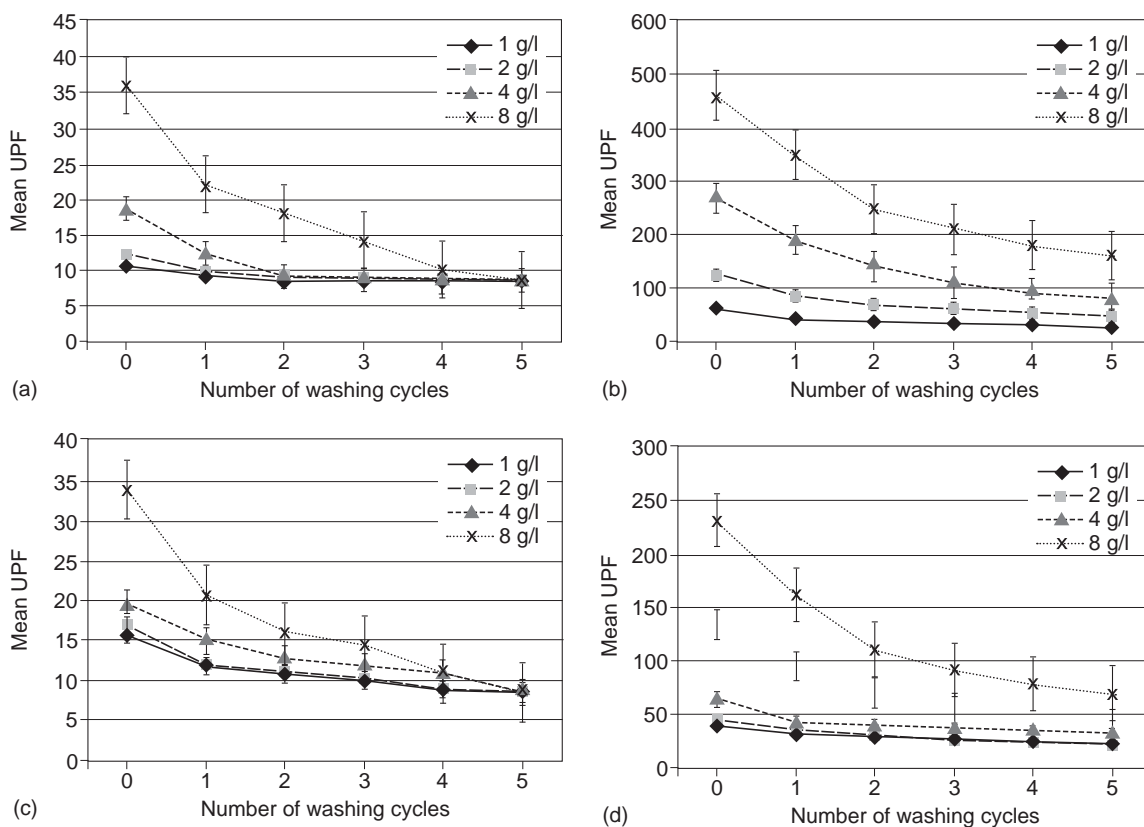 45
40
35
30
25
20
15
10
5
0
Mean UPF
1 g/l
2 g/l
4 g/l
8 g/l
0 1 2 3 4 5
(a) Number of washing cycles
600
500
400
300
200
100
0
Mean UPF
1 g/l
2 g/l
4 g/l
8 g/l
0 1 2 3 4 5
(b) Number of washing cycles
40
35
30
25
20
15
10
5
0
Mean UPF
1 g/l
2 g/l
4 g/l
8 g/l
0 1 2 3 4 5
(c) Number of washing cycles
300
250
200
150
100
50
0
Mean UPF
1 g/l
2 g/l
4 g/l
8 g/l
0 1 2 3 4 5
(d) Number of washing cycles